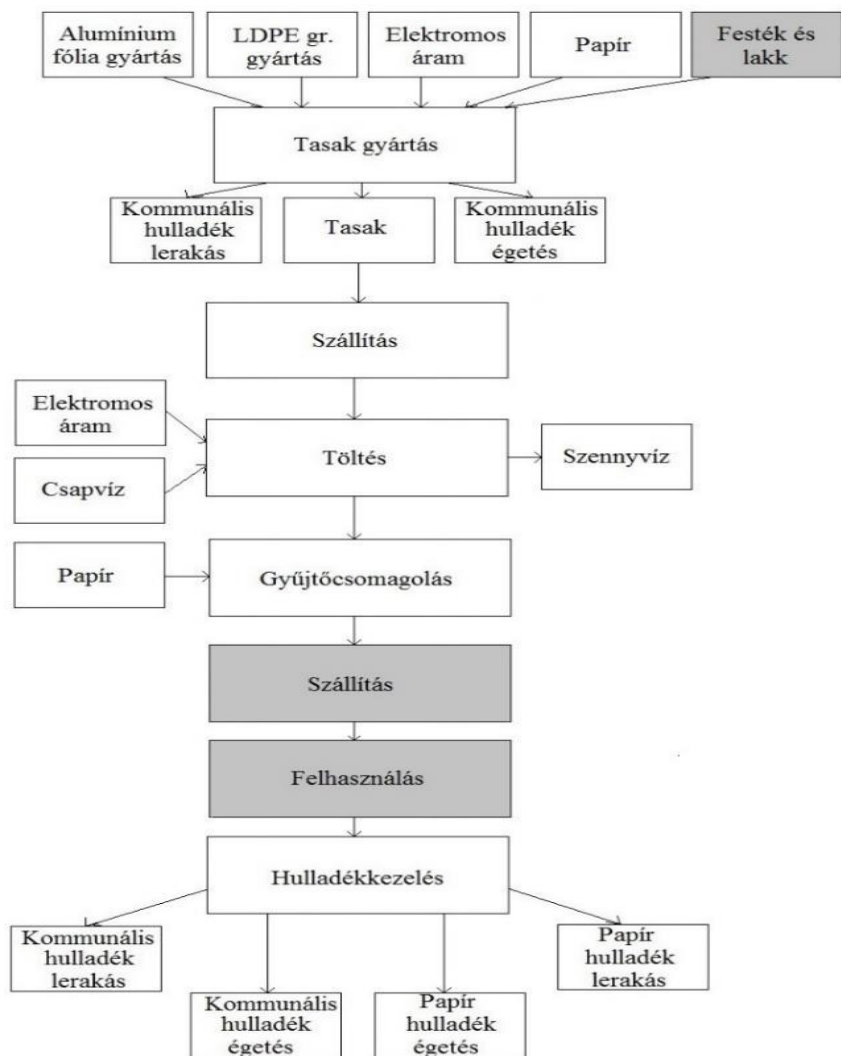 Alumínium
fólia gyártás
LDPE gr.
gyártás
Elektromos
áram
Papír
Festék és
lakk
Tasak gyártás
Kommunális
hulladék
lerakás
Tasak
Kommunális
hulladék
égetés
Szállítás
Elektromos
áram
Töltés
Szennyvíz
Csapvíz
Papír
Gyűjtőcsomagolás
Szállítás
Felhasználás
Hulladékkezelés
Kommunális
hulladék
lerakás
Papír
hulladék
lerakás
Kommunális
hulladék
égetés
Papír
hulladék
égetés